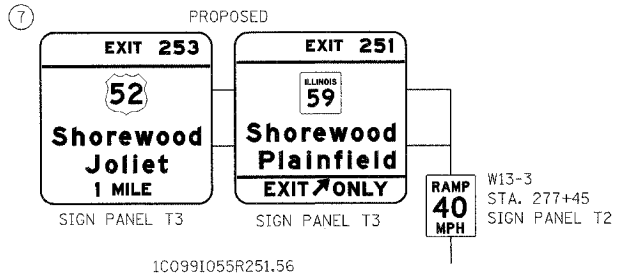 7
PROPOSED
EXIT 253
52
Shorewood
Joliet
1 MILE
SIGN PANEL T3
EXIT 251
ILLINOIS
59
Shorewood
Plainfield
EXIT ONLY
SIGN PANEL T3
RAMP
40
MPH
W13-3
STA. 277+45
SIGN PANEL T2
1C099I055R251.56